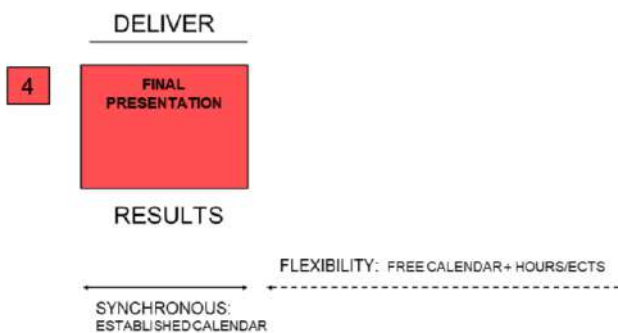 DELIVER
4
FINAL
PRESENTATION
RESULTS
FLEXIBILITY: FREE CALENDAR + HOURS/ECTS
SYNCHRONOUS:
ESTABLISHED CALENDAR